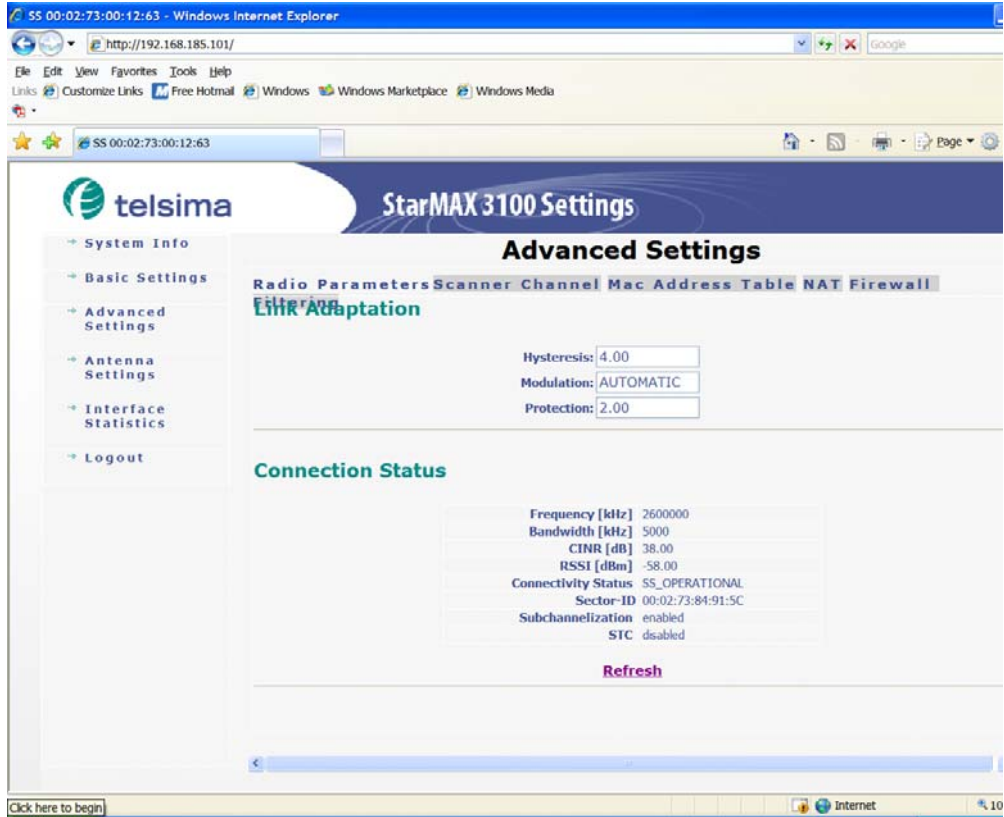 SS 00:02:73:00:12:63 - Windows Internet Explorer
http://192.168.185.101/
Google
File Edit View Favorites Tools Help
Links Customize Links Free Hotmail Windows Windows Marketplace Windows Media
SS 00:02:73:00:12:63
Page
telsima
StarMAX 3100 Settings
System Info
Basic Settings
Advanced
Settings
Antenna
Settings
Interface
Statistics
Logout
Advanced Settings
Radio Parameters Scanner Channel Mac Address Table NAT Firewall
Filtering
Link Adaptation
Hysteresis: 4.00
Modulation: AUTOMATIC
Protection: 2.00
Connection Status
Frequency [kHz] 2600000
Bandwidth [kHz] 5000
CINR [dB] 38.00
RSSI [dBm] -58.00
Connectivity Status SS_OPERATIONAL
Sector-ID 00:02:73:84:91:5C
Subchannelization enabled
STC disabled
Refresh
Click here to begin
Internet
10